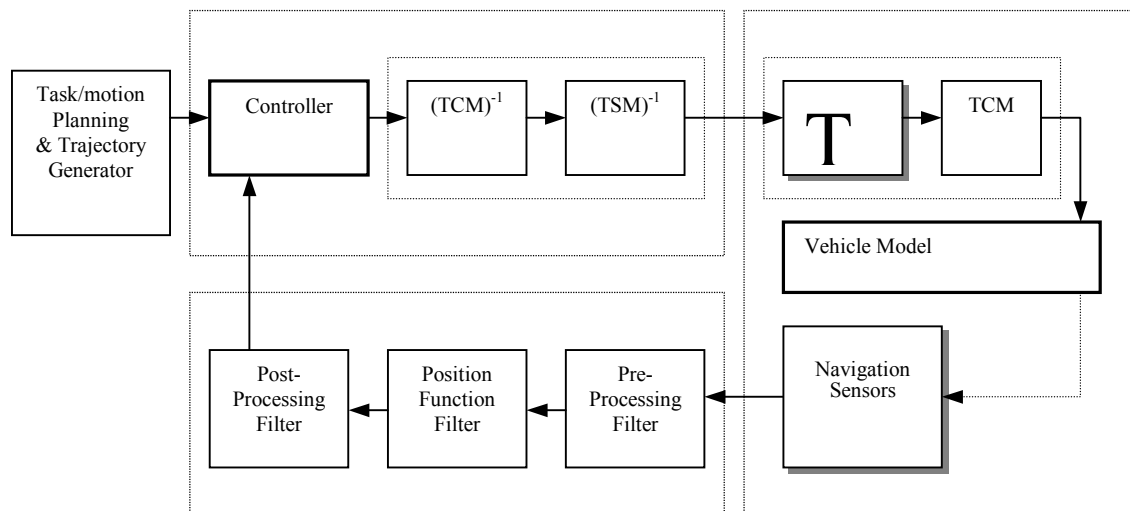 Task/motion
Planning
& Trajectory
Generator
Controller
(TCM)-1
(TSM)-1
T
TCM
Vehicle Model
Navigation
Sensors
Pre-
Processing
Filter
Position
Function
Filter
Post-
Processing
Filter